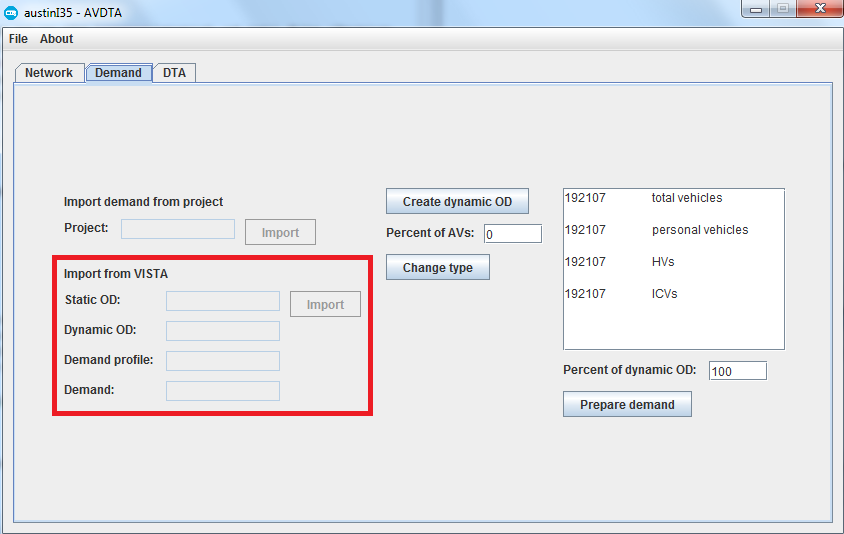 austinI35 - AVDTA
File About
Network Demand DTA
Import demand from project
Project: Import
Import from VISTA
Static OD: Import
Dynamic OD:
Demand profile:
Demand:
Create dynamic OD
Percent of AVs: 0
Change type
192107 total vehicles
192107 personal vehicles
192107 HVs
192107 ICVs
Percent of dynamic OD: 100
Prepare demand